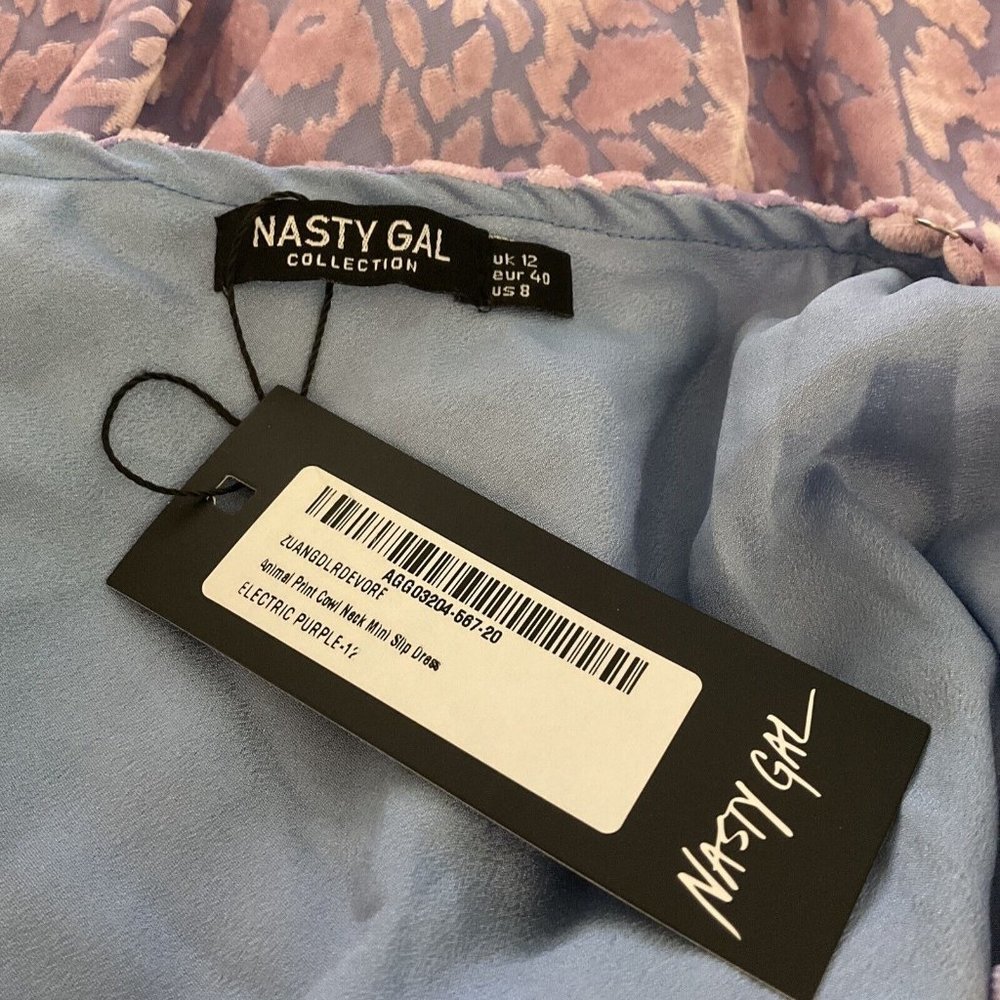 NASTY GAL
COLLECTION
uk 12
eur 40
us 8
AGG03204-567-20
ZUANGDLRDEVORE
Animal Print Cowl Neck Mini Slip Dress
ELECTRIC PURPLE-12
NASTY GAL